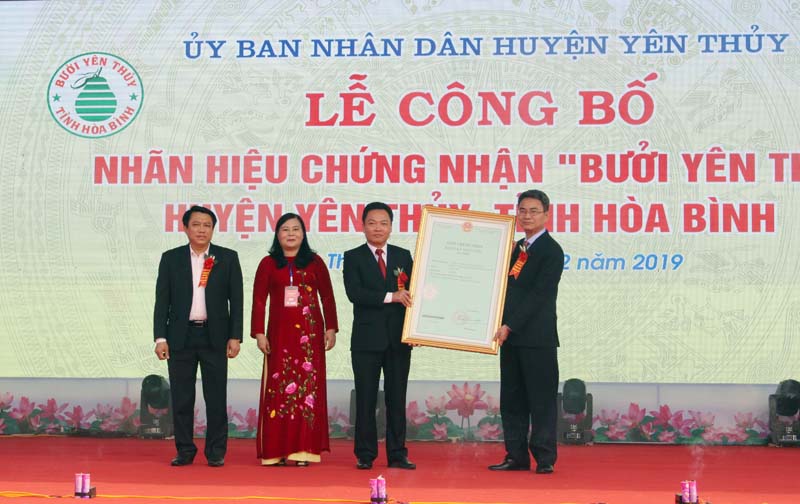 ỦY BAN NHÂN DÂN HUYỆN YÊN THỦY
BƯỞI YÊN THỦY
TỈNH HÒA BÌNH
LỄ CÔNG BỐ
NHÃN HIỆU CHỨNG NHẬN "BƯỞI YÊN TH
HUYỆN YÊN THỦY, TỈNH HÒA BÌNH
2 năm 2019